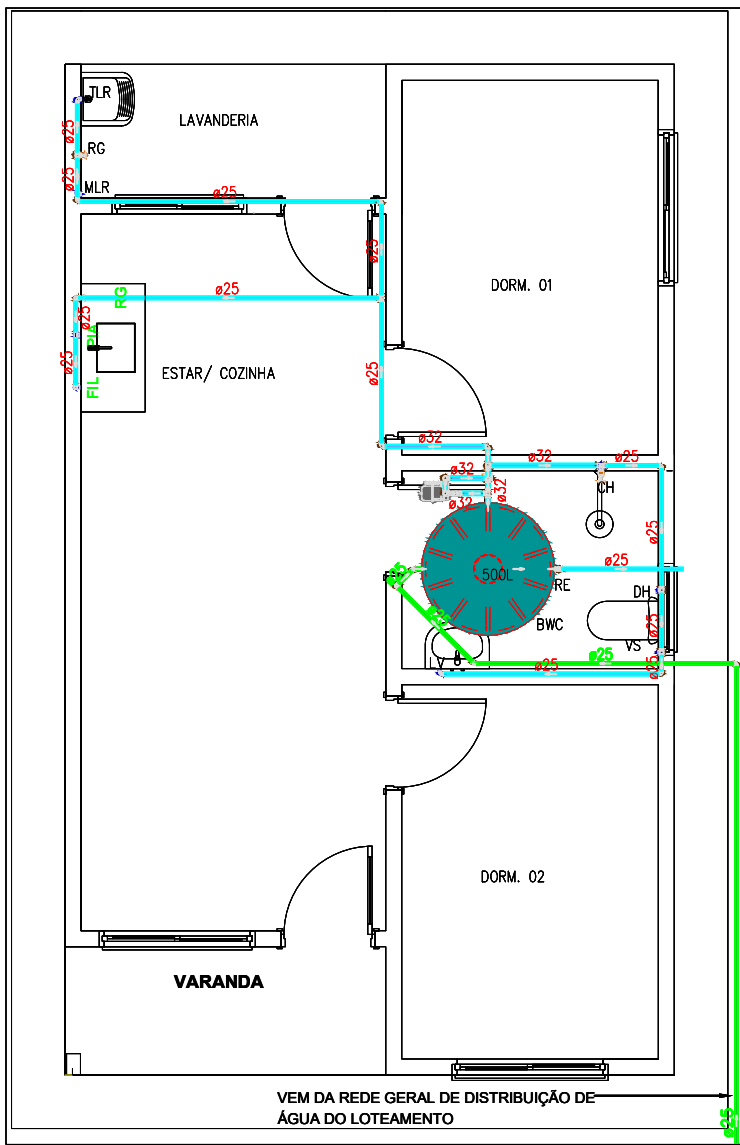 TLR
LAVANDERIA
ø25
RG
ø25
MLR
ø25
ø25
DORM. 01
ø25
RG
ø25
PIA
ø25
FIL
ESTAR/ COZINHA
ø25
ø32
ø32
ø25
ø32
ø32
ø32
CH
ø25
500L
ø25
RE
ø25
DH
ø25
BWC
ø25
VS
LV
ø25
ø25
ø25
DORM. 02
VARANDA
VEM DA REDE GERAL DE DISTRIBUIÇÃO DE
ÁGUA DO LOTEAMENTO
ø25